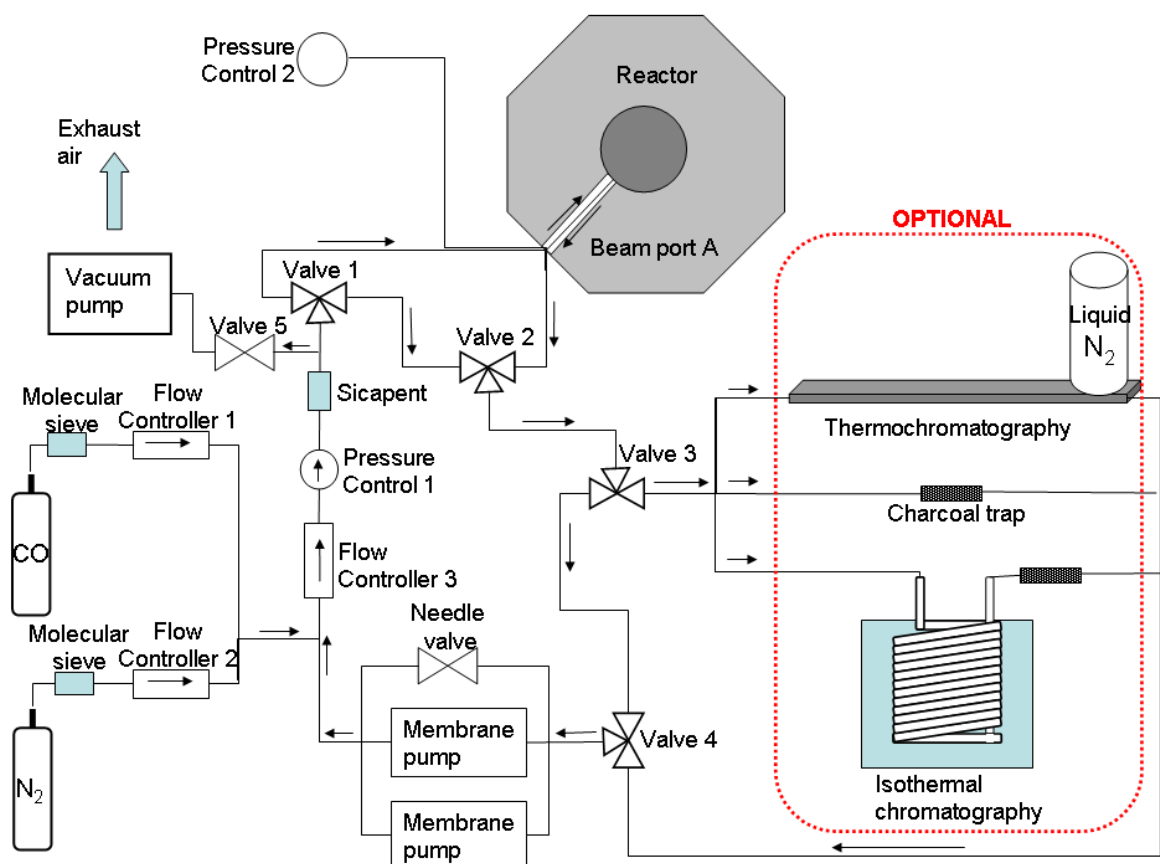 Pressure
Control 2
Reactor
Exhaust
air
OPTIONAL
Beam port A
Vacuum
pump
Valve 1
Valve 5
Valve 2
Liquid
N2
Molecular
sieve
Flow
Controller 1
Sicapent
Thermochromatography
Pressure
Control 1
Valve 3
Charcoal trap
CO
Flow
Controller 3
Molecular
sieve
Flow
Controller 2
Needle
valve
N2
Membrane
pump
Valve 4
Isothermal
chromatography
Membrane
pump